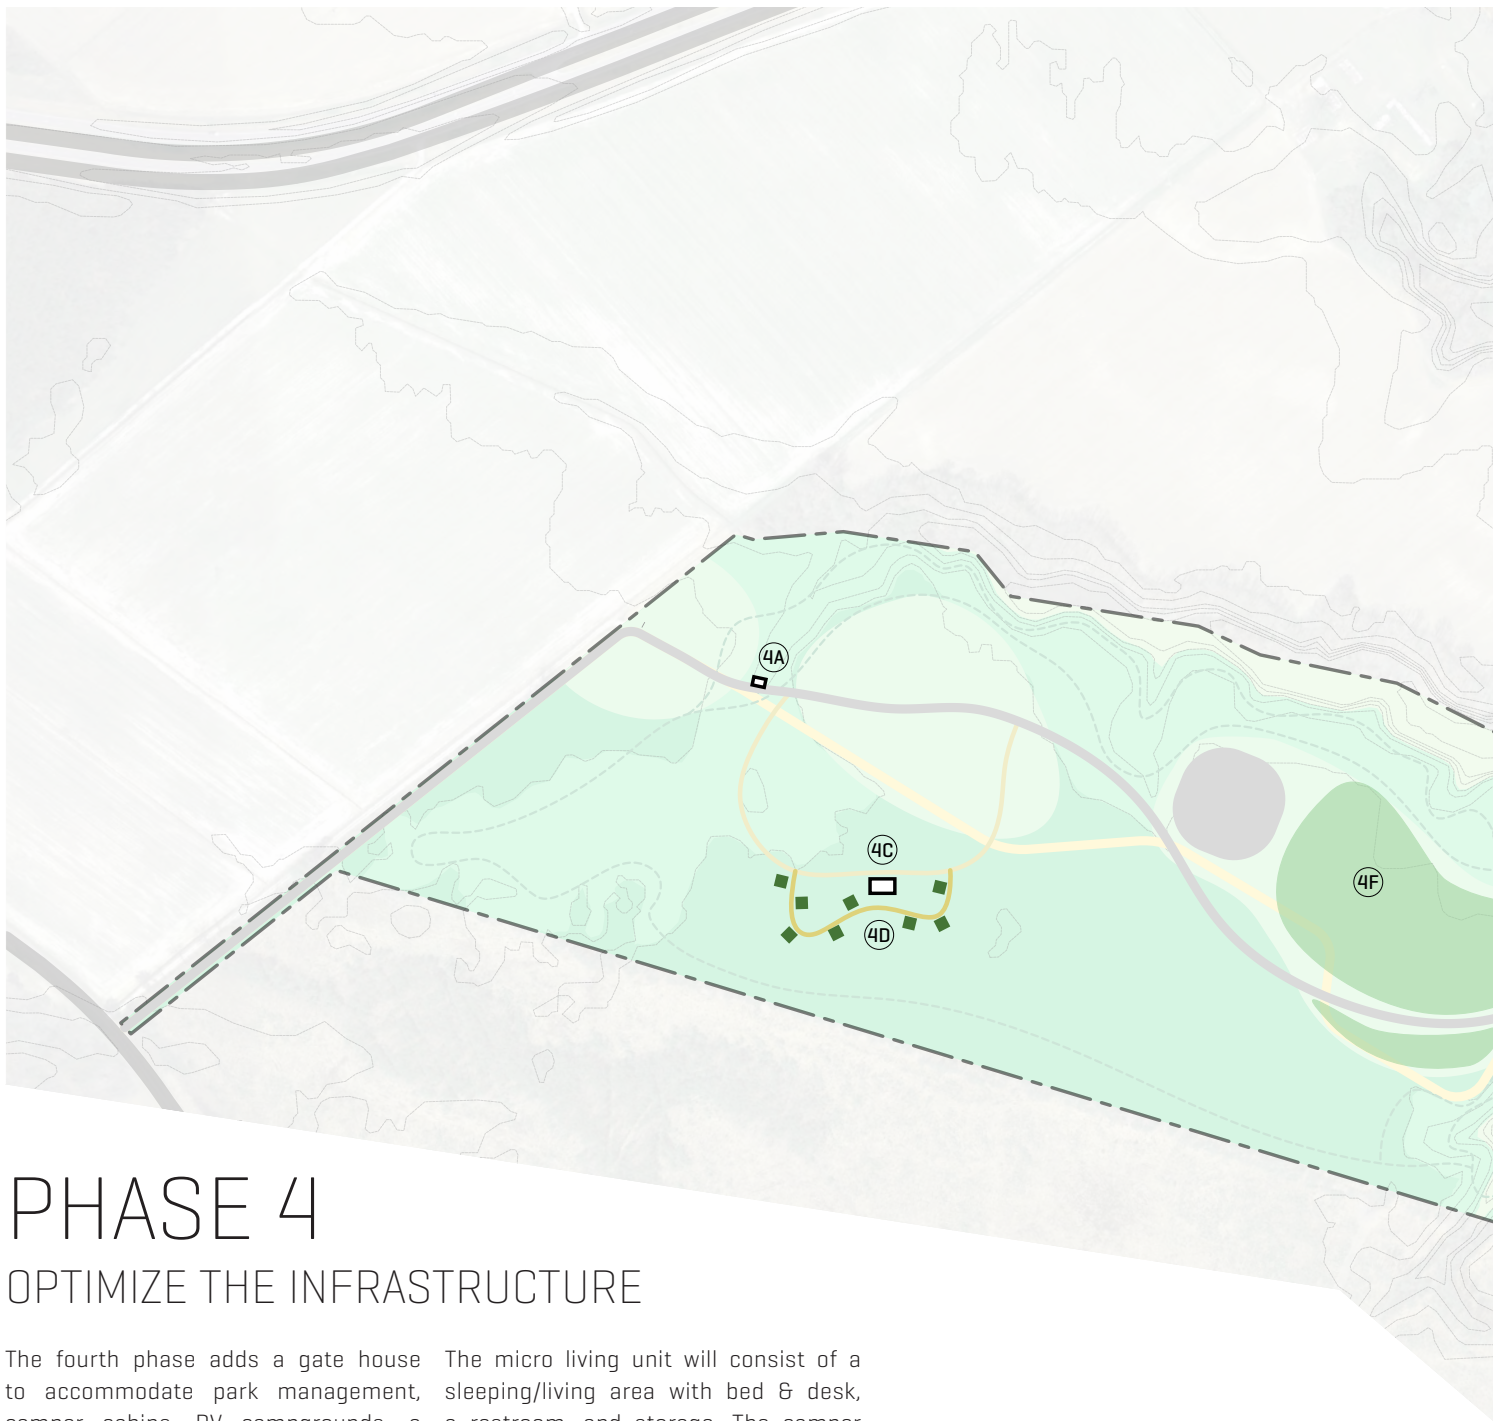 4A
4C
4F
4D
PHASE 4
OPTIMIZE THE INFRASTRUCTURE
The fourth phase adds a gate house
to accommodate park management,
The micro living unit will consist of a
sleeping/living area with bed & desk,